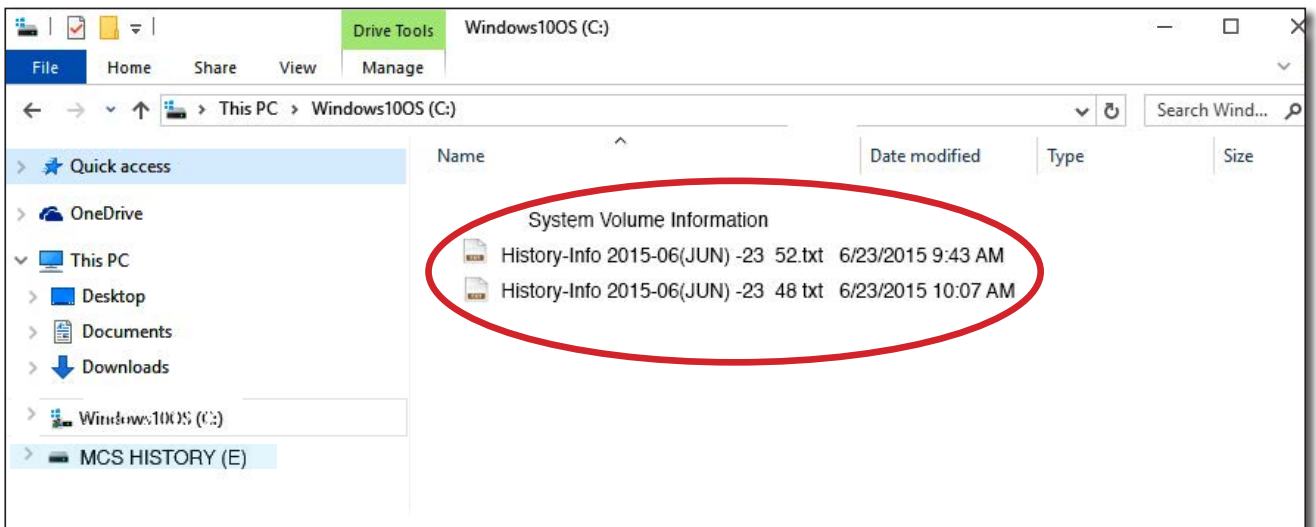 Drive Tools Windows10OS (C:)
File Home Share View Manage
This PC Windows10OS (C:) Search Wind...
Name Date modified Type Size
Quick access
OneDrive
This PC
Desktop
Documents
Downloads
Windows10OS (C:)
MCS HISTORY (E)
System Volume Information
History-Info 2015-06(JUN) -23 52.txt 6/23/2015 9:43 AM
History-Info 2015-06(JUN) -23 48 txt 6/23/2015 10:07 AM